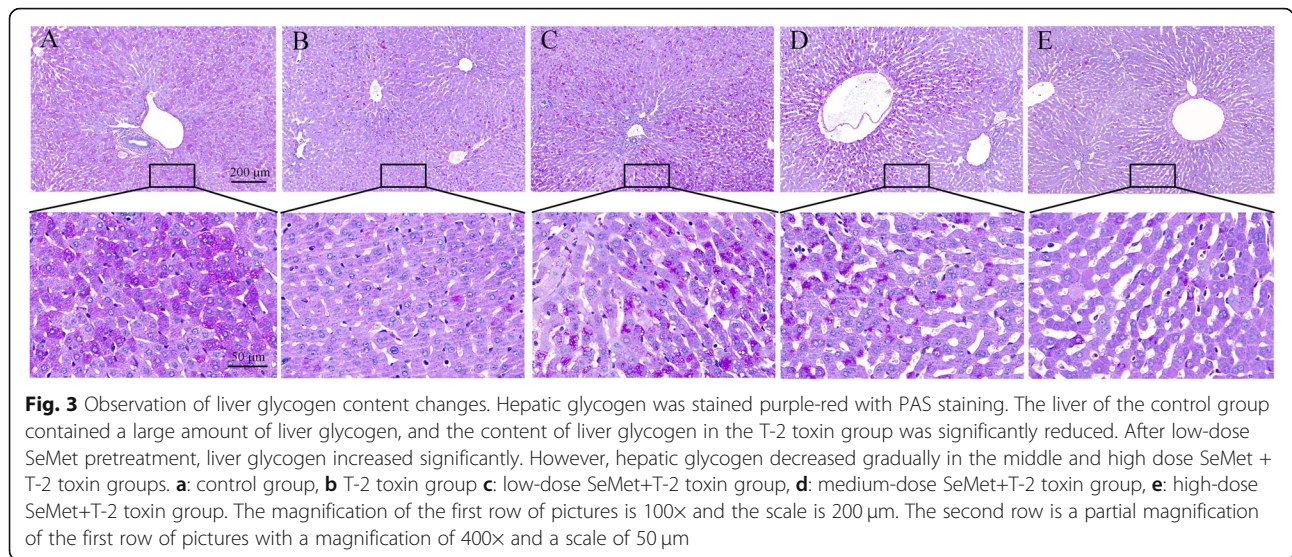 A
B
C
D
E
200 μm
50 μm
Fig. 3 Observation of liver glycogen content changes. Hepatic glycogen was stained purple-red with PAS staining. The liver of the control group
contained a large amount of liver glycogen, and the content of liver glycogen in the T-2 toxin group was significantly reduced. After low-dose
SeMet pretreatment, liver glycogen increased significantly. However, hepatic glycogen decreased gradually in the middle and high dose SeMet +
T-2 toxin groups. a: control group, b T-2 toxin group c: low-dose SeMet+T-2 toxin group, d: medium-dose SeMet+T-2 toxin group, e: high-dose
SeMet+T-2 toxin group. The magnification of the first row of pictures is 100× and the scale is 200 μm. The second row is a partial magnification
of the first row of pictures with a magnification of 400× and a scale of 50 μm